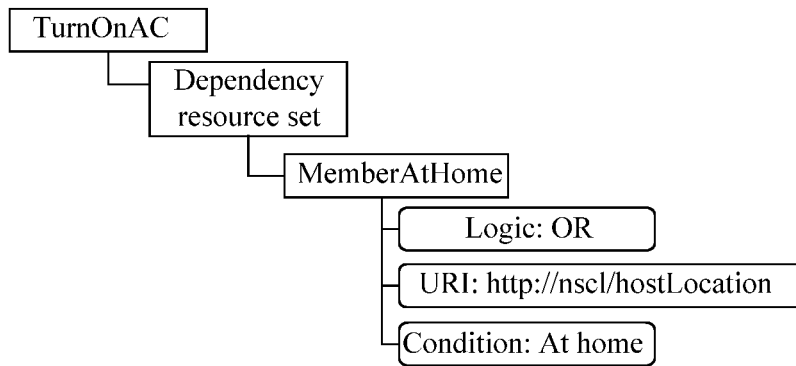 TurnOnAC
Dependency
resource set
MemberAtHome
Logic: OR
URI: http://nscl/hostLocation
Condition: At home